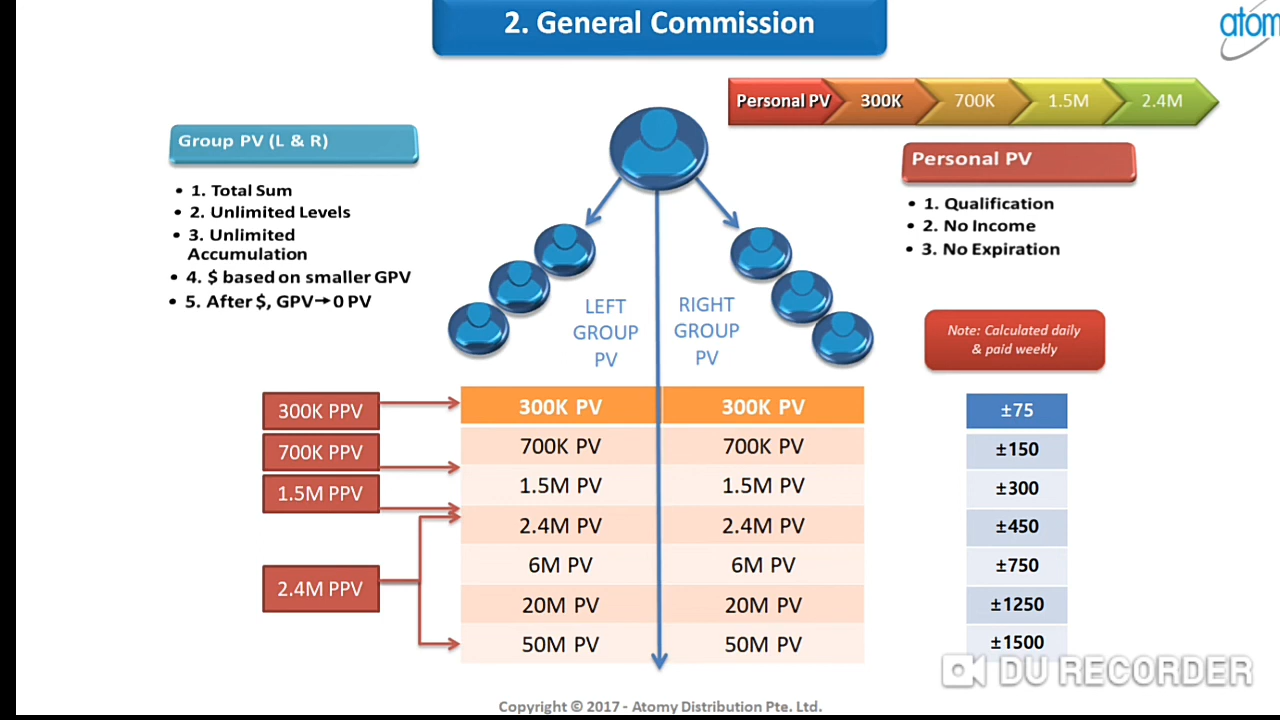 2. General Commission
atom
Personal PV 300K 700K 1.5M 2.4M
Group PV (L & R)
• 1. Total Sum
• 2. Unlimited Levels
• 3. Unlimited
Accumulation
• 4. $ based on smaller GPV
• 5. After $, GPV→0 PV
Personal PV
• 1. Qualification
• 2. No Income
• 3. No Expiration
LEFT
GROUP
PV
RIGHT
GROUP
PV
Note: Calculated daily
& paid weekly
300K PPV 300K PV 300K PV ±75
700K PPV 700K PV 700K PV ±150
1.5M PPV 1.5M PV 1.5M PV ±300
2.4M PV 2.4M PV ±450
2.4M PPV 6M PV 6M PV ±750
20M PV 20M PV ±1250
50M PV 50M PV ±1500
DU RECORDER
Copyright © 2017 - Atomy Distribution Pte. Ltd.